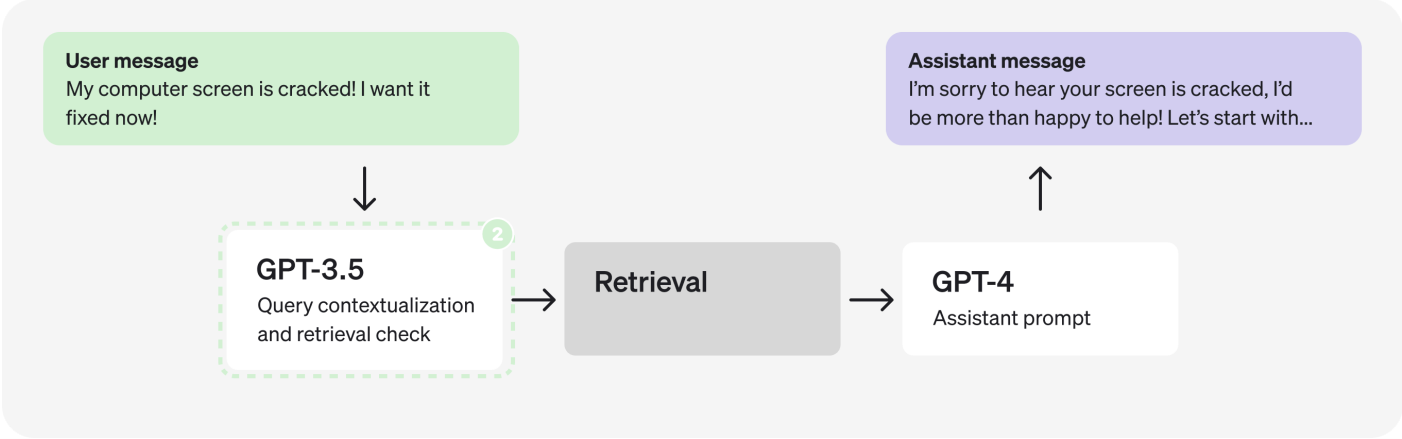 User message
My computer screen is cracked! I want it
fixed now!
Assistant message
I’m sorry to hear your screen is cracked, I’d
be more than happy to help! Let’s start with...
2
GPT-3.5
Query contextualization
and retrieval check
Retrieval
GPT-4
Assistant prompt